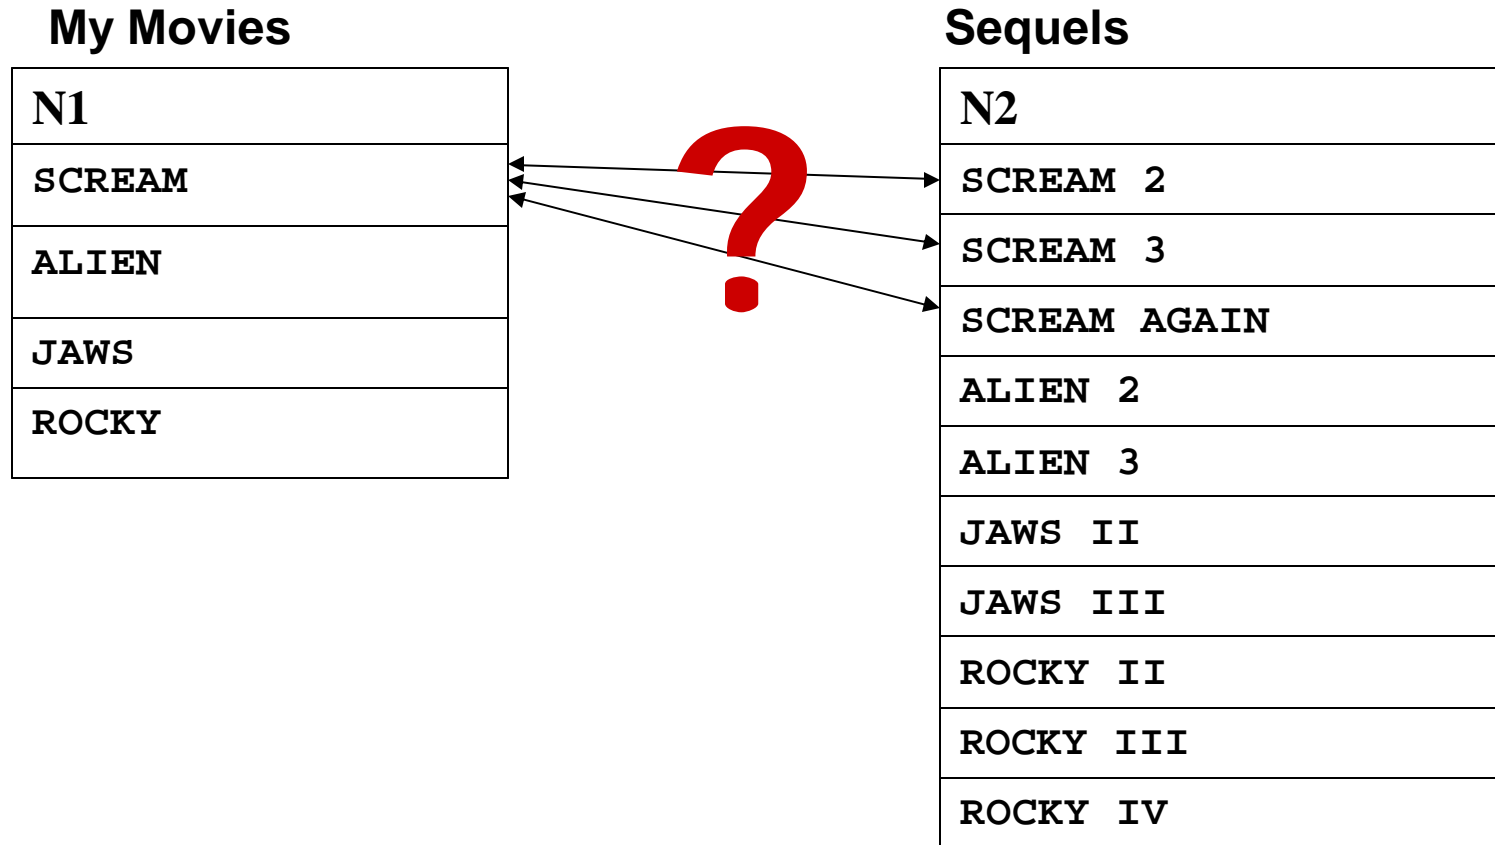 My Movies
N1
SCREAM
ALIEN
JAWS
ROCKY
?
Sequels
N2
SCREAM 2
SCREAM 3
SCREAM AGAIN
ALIEN 2
ALIEN 3
JAWS II
JAWS III
ROCKY II
ROCKY III
ROCKY IV